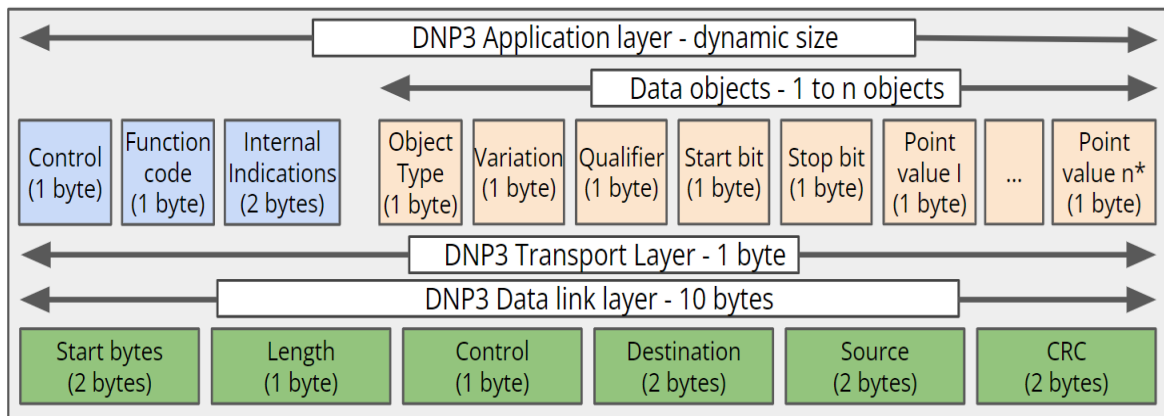 DNP3 Application layer - dynamic size
Data objects - 1 to n objects
Control
(1 byte)
Function
code
(1 byte)
Internal
Indications
(2 bytes)
Object
Type
(1 byte)
Variation
(1 byte)
Qualifier
(1 byte)
Start bit
(1 byte)
Stop bit
(1 byte)
Point
value I
(1 byte)
...
Point
value n*
(1 byte)
DNP3 Transport Layer - 1 byte
DNP3 Data link layer - 10 bytes
Start bytes
(2 bytes)
Length
(1 byte)
Control
(1 byte)
Destination
(2 bytes)
Source
(2 bytes)
CRC
(2 bytes)